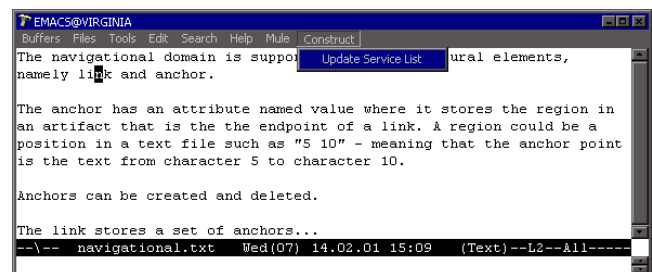 EMACS@VIRGINIA
Buffers Files Tools Edit Search Help Mule Construct
The navigational domain is suppo Update Service List ural elements,
namely link and anchor.
The anchor has an attribute named value where it stores the region in
an artifact that is the the endpoint of a link. A region could be a
position in a text file such as "5 10" - meaning that the anchor point
is the text from character 5 to character 10.
Anchors can be created and deleted.
The link stores a set of anchors...
--\-- navigational.txt Wed(07) 14.02.01 15:09 (Text)--L2--All-----